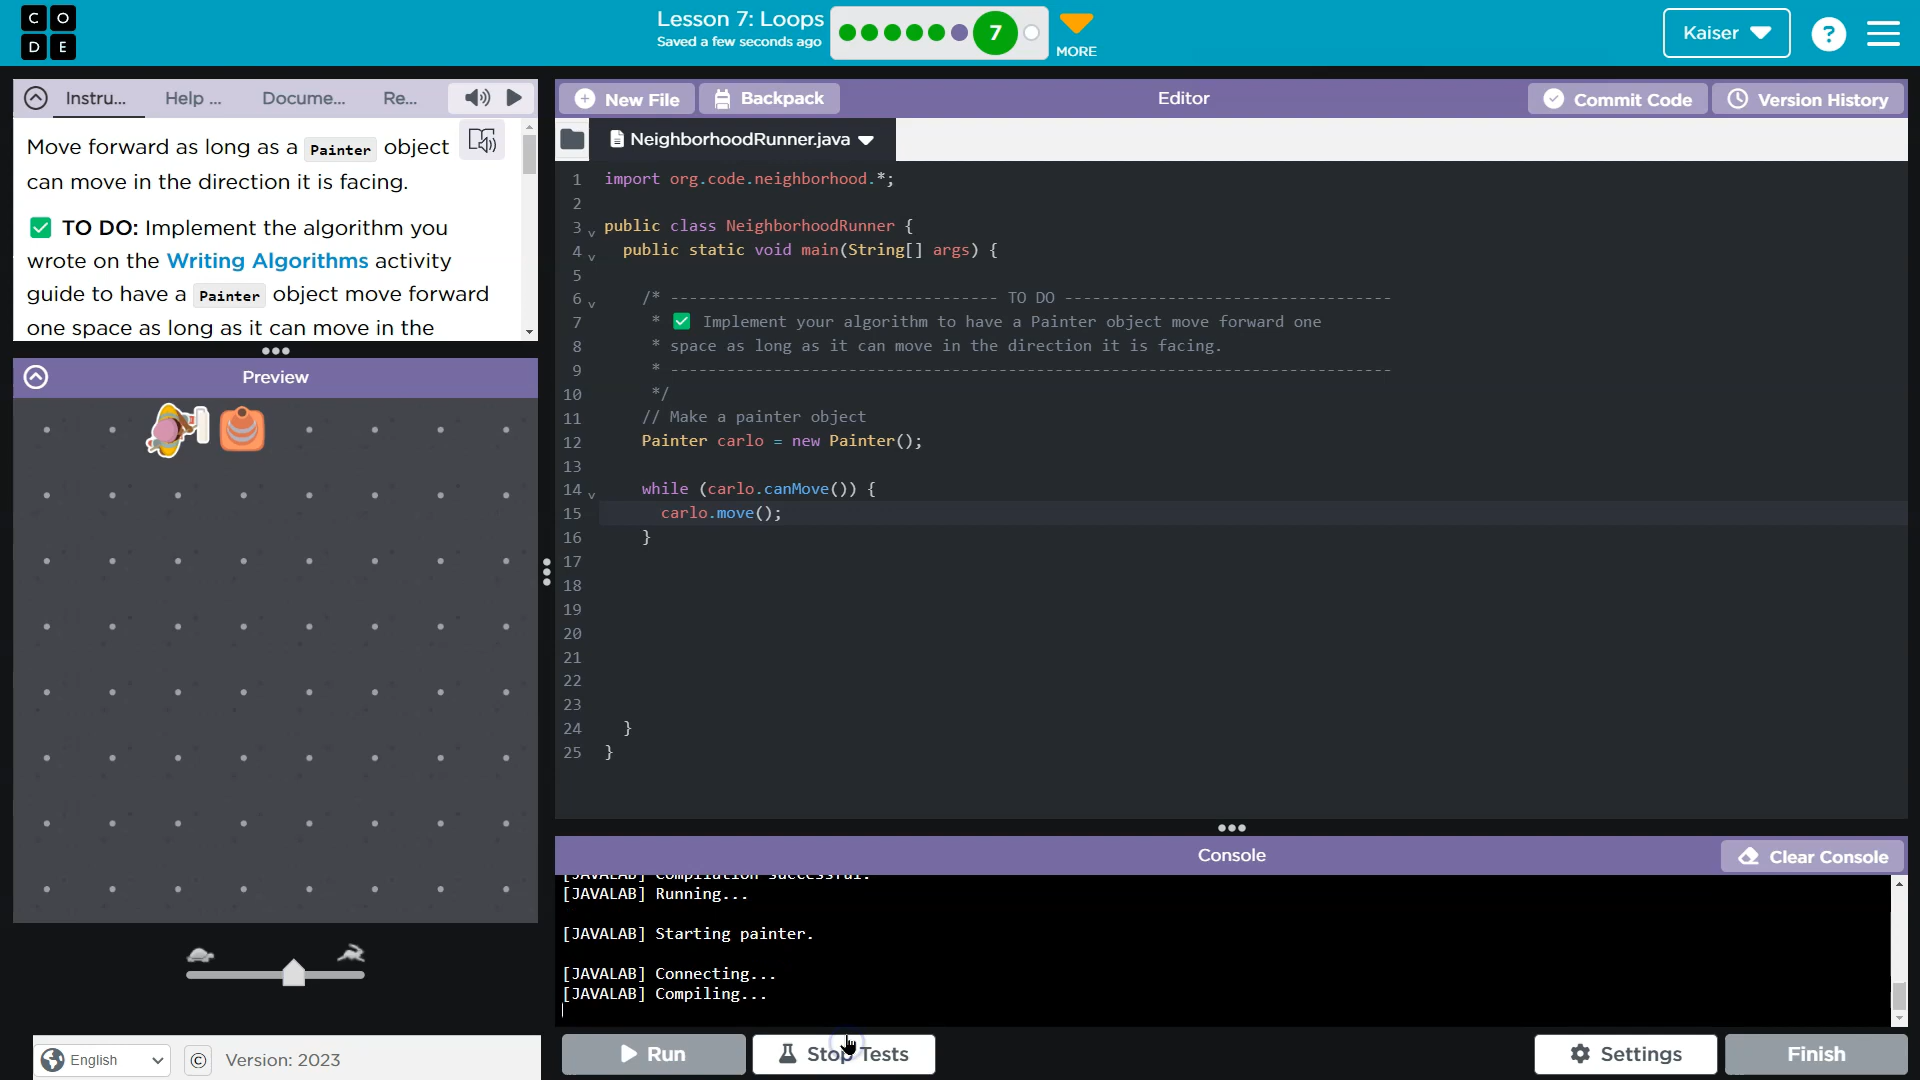 C O
D E
Lesson 7: Loops
Saved a few seconds ago
7
MORE
Kaiser
?
Instru...
Help ...
Docume...
Re...
Move forward as long as a Painter object
can move in the direction it is facing.
✅ TO DO: Implement the algorithm you
wrote on the Writing Algorithms activity
guide to have a Painter object move forward
one space as long as it can move in the
Preview
New File
Backpack
Editor
Commit Code
Version History
NeighborhoodRunner.java
1 import org.code.neighborhood.*;
2
3 public class NeighborhoodRunner {
4 public static void main(String[] args) {
5
6 /* ----------------------------------- TO DO -----------------------------------
7 * ✅ Implement your algorithm to have a Painter object move forward one
8 * space as long as it can move in the direction it is facing.
9 * -----------------------------------------------------------------------------
10 */
11 // Make a painter object
12 Painter carlo = new Painter();
13
14 while (carlo.canMove()) {
15 carlo.move();
16 }
17
18
19
20
21
22
23
24 }
25 }
Console
Clear Console
[JAVALAB] Compilation successful.
[JAVALAB] Running...
[JAVALAB] Starting painter.
[JAVALAB] Connecting...
[JAVALAB] Compiling...
English
©
Version: 2023
Run
Stop Tests
Settings
Finish